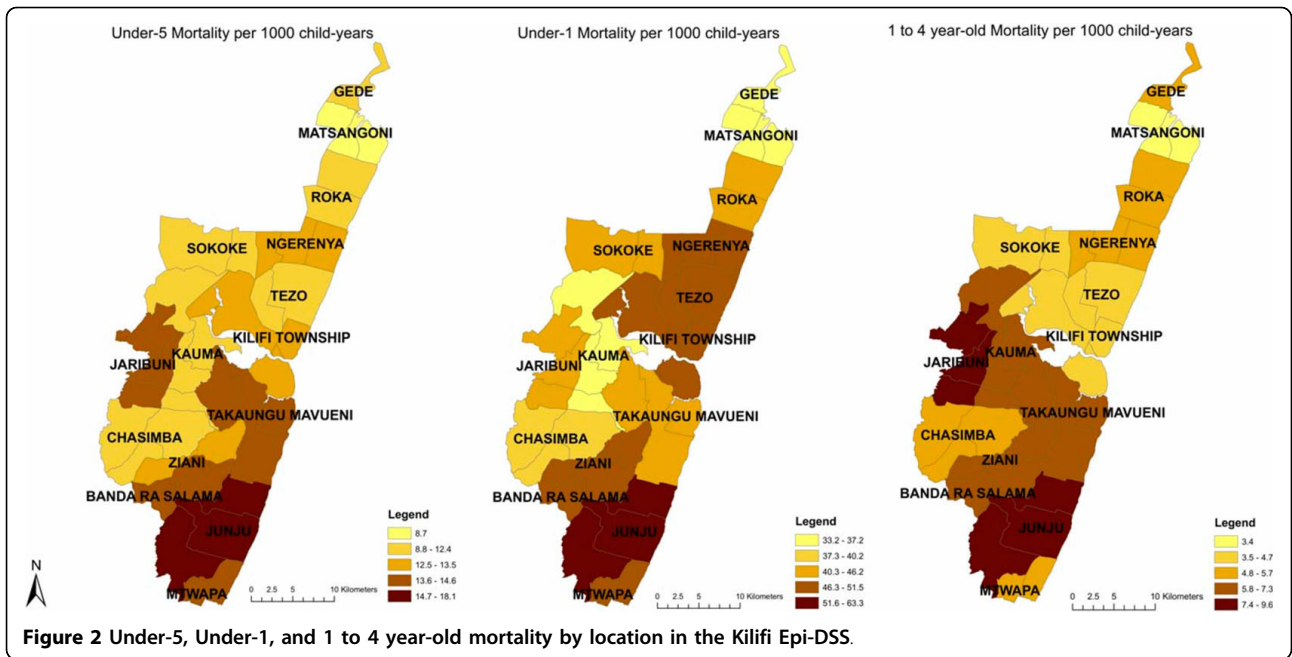 Under-5 Mortality per 1000 child-years
GEDE
MATSANGONI
ROKA
SOKOKE
NGERENYA
TEZO
KILIFI TOWNSHIP
KAUMA
JARIBUNI
TAKAUNGU MAVUENI
CHASIMBA
ZIANI
BANDA RA SALAMA
JUNJU
MTWAPA
N
Legend
8.7
8.8 - 12.4
12.5 - 13.5
13.6 - 14.6
14.7 - 18.1
0 2.5 5 10 Kilometers
Under-1 Mortality per 1000 child-years
GEDE
MATSANGONI
ROKA
SOKOKE
NGERENYA
TEZO
KILIFI TOWNSHIP
KAUMA
JARIBUNI
TAKAUNGU MAVUENI
CHASIMBA
ZIANI
BANDA RA SALAMA
JUNJU
MTWAPA
Legend
33.2 - 37.2
37.3 - 40.2
40.3 - 46.2
46.3 - 51.5
51.6 - 63.3
0 2.5 5 10 Kilometers
1 to 4 year-old Mortality per 1000 child-years
GEDE
MATSANGONI
ROKA
SOKOKE
NGERENYA
TEZO
KILIFI TOWNSHIP
KAUMA
JARIBUNI
TAKAUNGU MAVUENI
CHASIMBA
ZIANI
BANDA RA SALAMA
JUNJU
MTWAPA
Legend
3.4
3.5 - 4.7
4.8 - 5.7
5.8 - 7.3
7.4 - 9.6
0 2.5 5 10 Kilometers
Figure 2 Under-5, Under-1, and 1 to 4 year-old mortality by location in the Kilifi Epi-DSS.